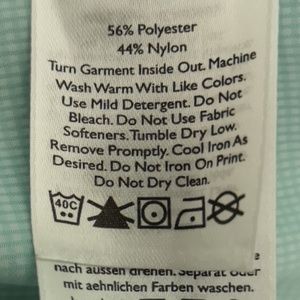 56% Polyester
44% Nylon
Turn Garment Inside Out. Machine
Wash Warm With Like Colors.
Use Mild Detergent. Do Not
Bleach. Do Not Use Fabric
Softeners. Tumble Dry Low.
Remove Promptly. Cool Iron As
Desired. Do Not Iron On Print.
Do Not Dry Clean.
40C
nach aussen drehen. Separat oder
mit aehnlichen Farben waschen.